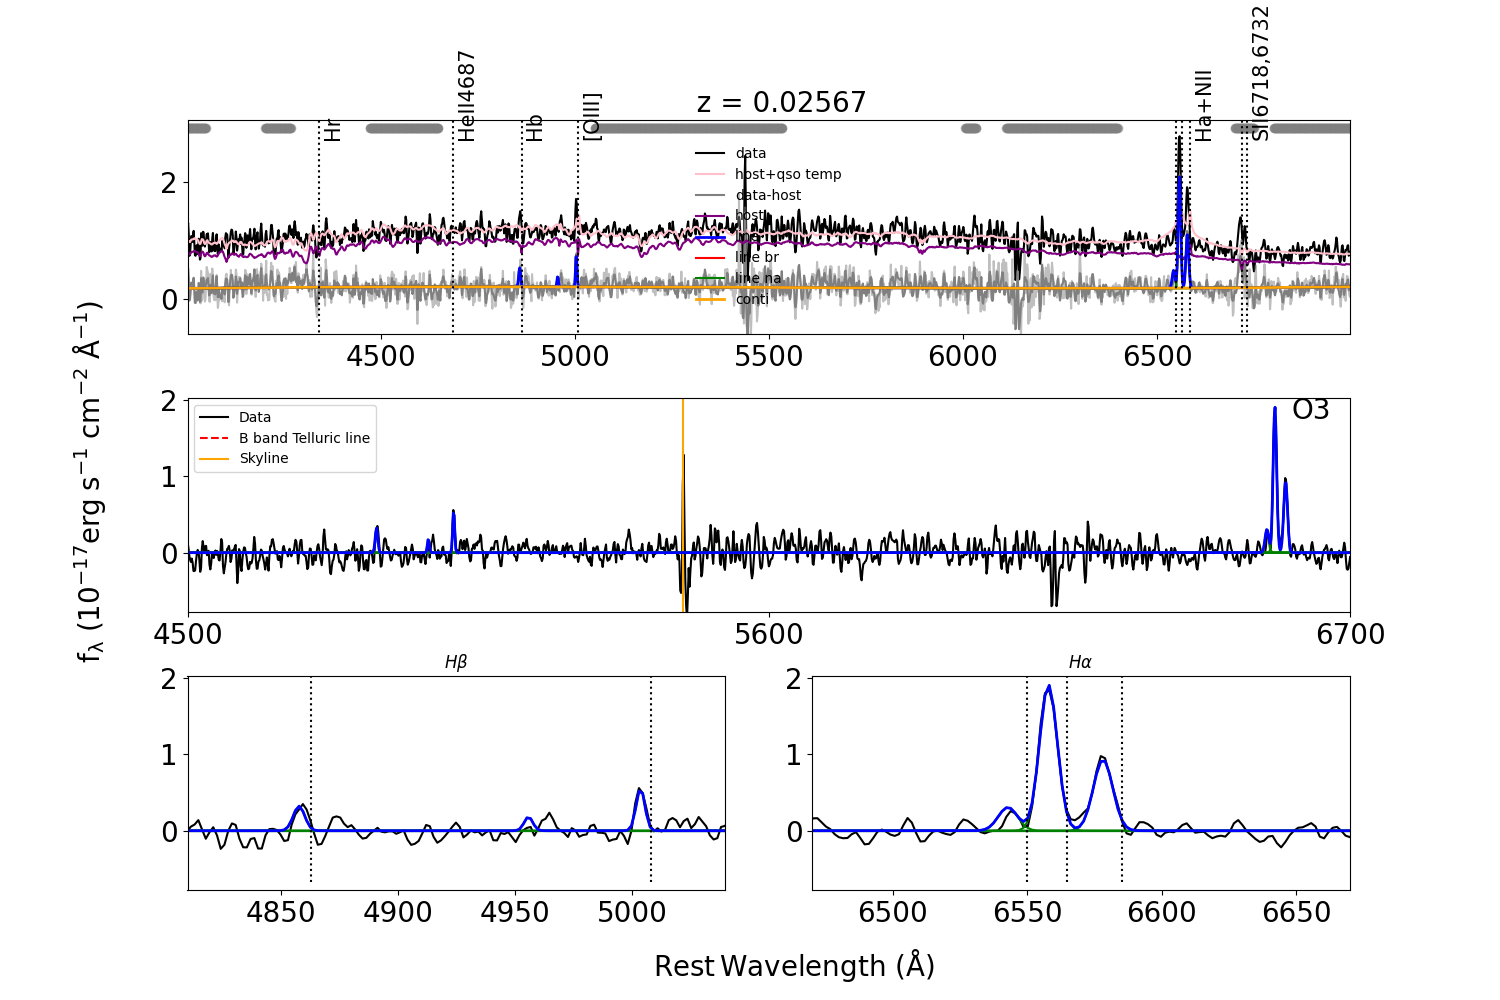 z = 0.02567
Hr
HeII4687
Hb
[OIII]
Ha+NII
SII6718,6732
data
host+qso temp
data-host
host
line br
line na
conti
2
0
4500 5000 5500 6000 6500
Data
B band Telluric line
Skyline
O3
2
1
0
4500 5600 6700
fλ (10⁻¹⁷erg s⁻¹ cm⁻² Å⁻¹)
Hβ
2
1
0
4850 4900 4950 5000
Hα
2
1
0
6500 6550 6600 6650
Rest Wavelength (Å)